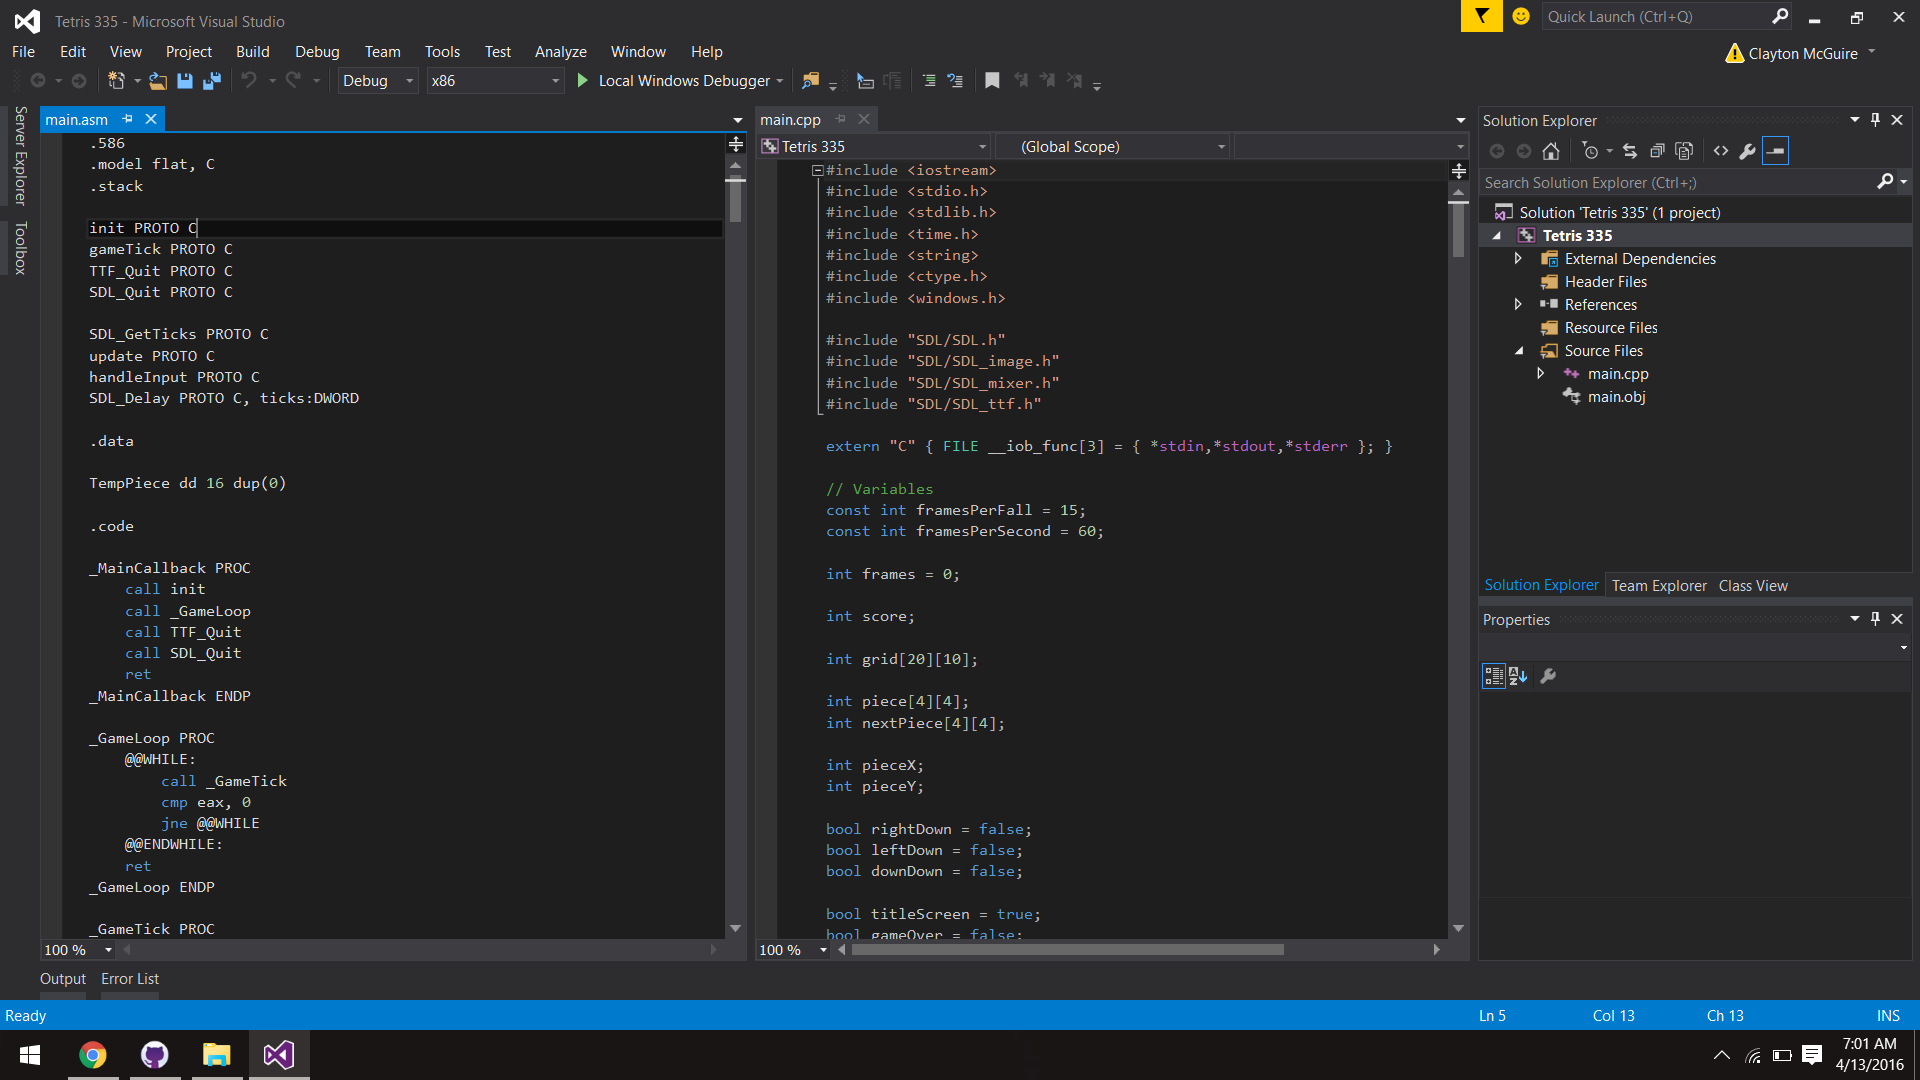 Tetris 335 - Microsoft Visual Studio
Quick Launch (Ctrl+Q)
File Edit View Project Build Debug Team Tools Test Analyze Window Help
Clayton McGuire
Debug x86 Local Windows Debugger
Server Explorer
Toolbox
main.asm
.586
.model flat, C
.stack
init PROTO C
gameTick PROTO C
TTF_Quit PROTO C
SDL_Quit PROTO C
SDL_GetTicks PROTO C
update PROTO C
handleInput PROTO C
SDL_Delay PROTO C, ticks:DWORD
.data
TempPiece dd 16 dup(0)
.code
_MainCallback PROC
call init
call _GameLoop
call TTF_Quit
call SDL_Quit
ret
_MainCallback ENDP
_GameLoop PROC
@@WHILE:
call _GameTick
cmp eax, 0
jne @@WHILE
@@ENDWHILE:
ret
_GameLoop ENDP
_GameTick PROC
100 %
main.cpp
Tetris 335 (Global Scope)
#include <iostream>
#include <stdio.h>
#include <stdlib.h>
#include <time.h>
#include <string>
#include <ctype.h>
#include <windows.h>
#include "SDL/SDL.h"
#include "SDL/SDL_image.h"
#include "SDL/SDL_mixer.h"
#include "SDL/SDL_ttf.h"
extern "C" { FILE __iob_func[3] = { *stdin,*stdout,*stderr }; }
// Variables
const int framesPerFall = 15;
const int framesPerSecond = 60;
int frames = 0;
int score;
int grid[20][10];
int piece[4][4];
int nextPiece[4][4];
int pieceX;
int pieceY;
bool rightDown = false;
bool leftDown = false;
bool downDown = false;
bool titleScreen = true;
bool gameOver = false;
100 %
Solution Explorer
Search Solution Explorer (Ctrl+;)
Solution 'Tetris 335' (1 project)
Tetris 335
External Dependencies
Header Files
References
Resource Files
Source Files
main.cpp
main.obj
Solution Explorer Team Explorer Class View
Properties
Output Error List
Ready Ln 5 Col 13 Ch 13 INS
7:01 AM
4/13/2016